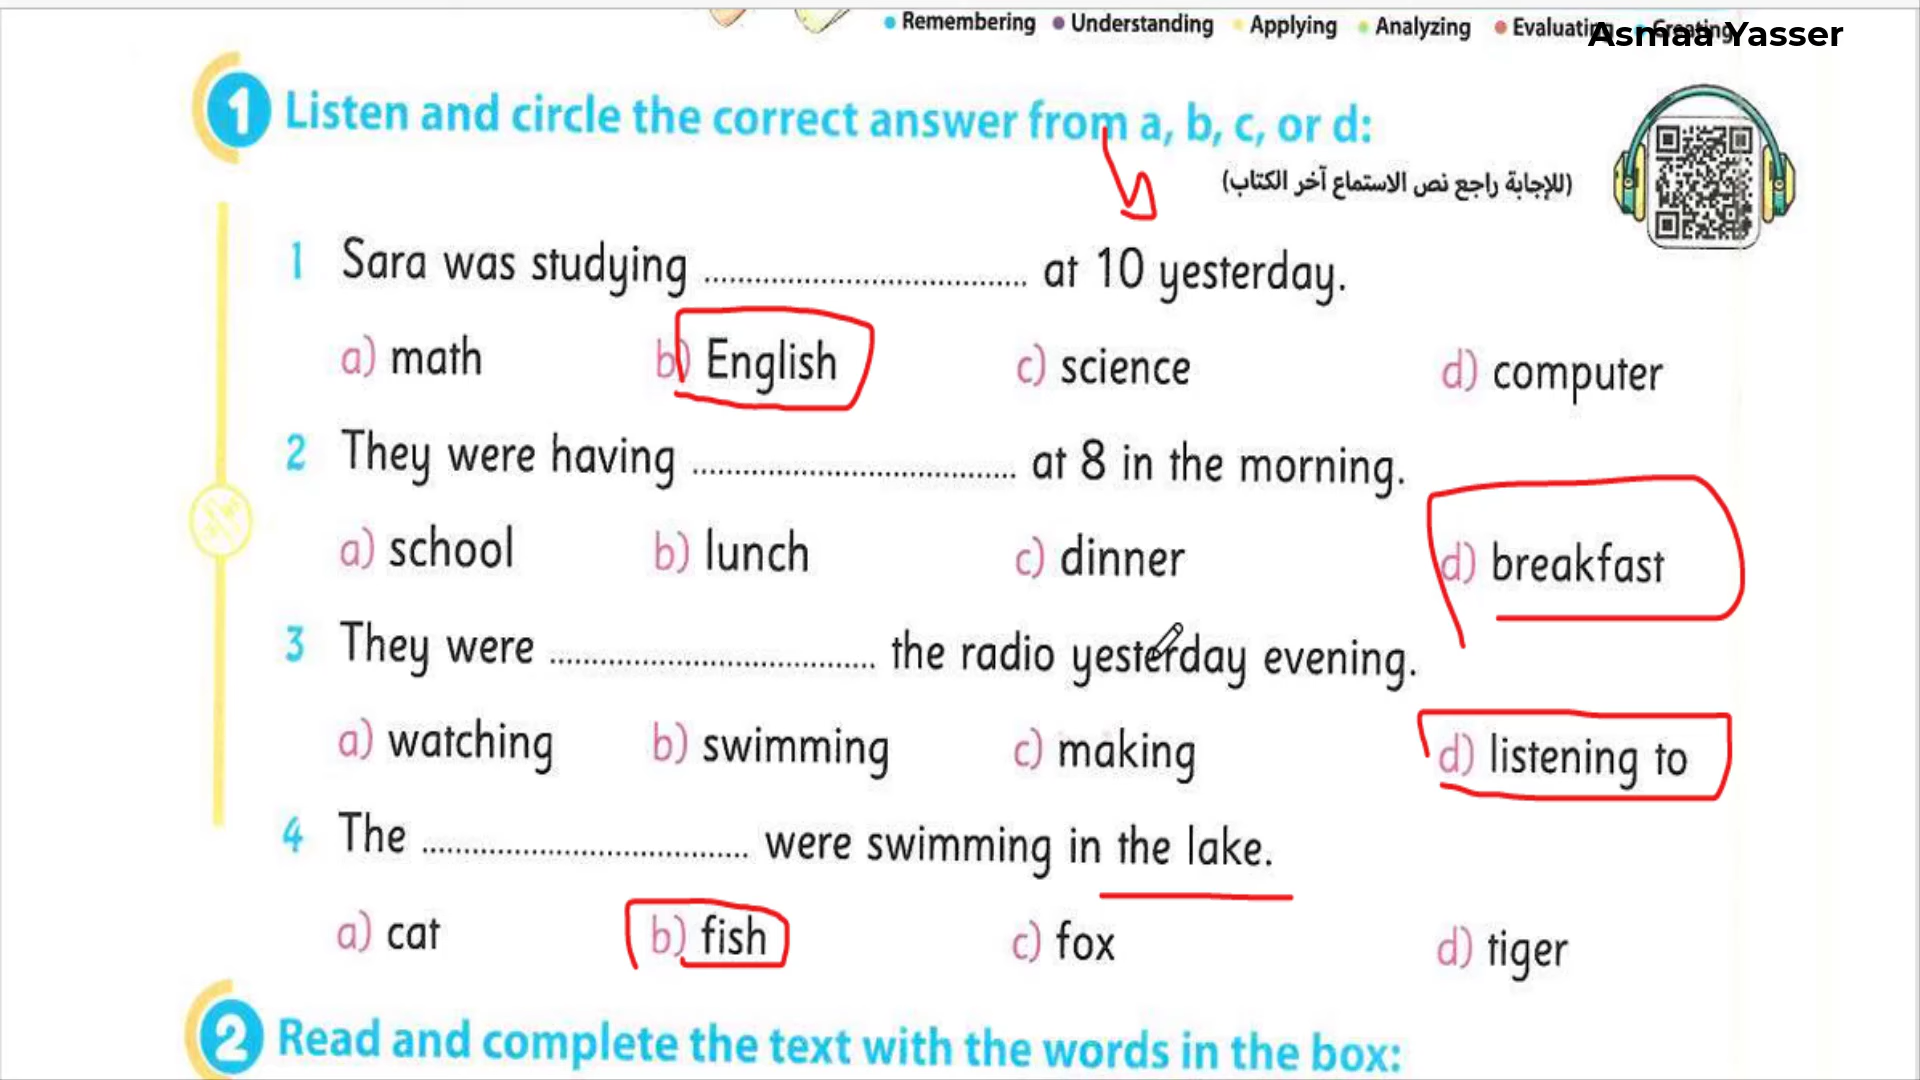 Remembering Understanding Applying Analyzing Evaluating Creating
Asmaa Yasser
1 Listen and circle the correct answer from a, b, c, or d:
(للإجابة راجع نص الاستماع آخر الكتاب)
1 Sara was studying ........................................ at 10 yesterday.
a) math b) English c) science d) computer
2 They were having ........................................ at 8 in the morning.
a) school b) lunch c) dinner d) breakfast
3 They were ........................................ the radio yesterday evening.
a) watching b) swimming c) making d) listening to
4 The ........................................ were swimming in the lake.
a) cat b) fish c) fox d) tiger
2 Read and complete the text with the words in the box: